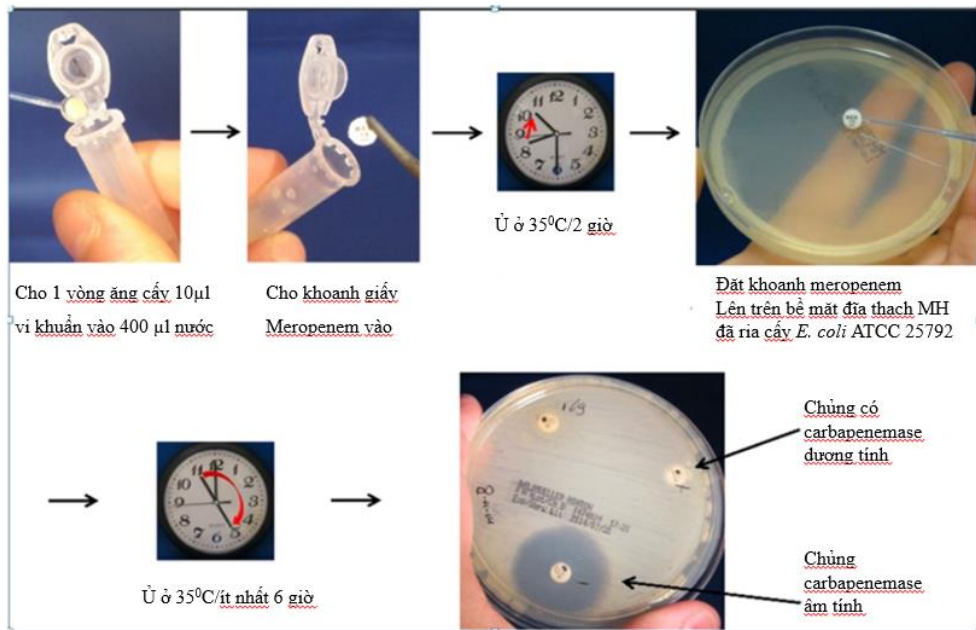 Cho 1 vòng ăng cấy 10µl
vi khuẩn vào 400 µl nước
Cho khoanh giấy
Meropenem vào
Ủ ở 35⁰C/2 giờ
Đặt khoanh meropenem
Lên trên bề mặt đĩa thạch MH
đã ria cấy E. coli ATCC 25792
Ủ ở 35⁰C/ít nhất 6 giờ
Chủng có
carbapenemase
dương tính
Chủng
carbapenemase
âm tính